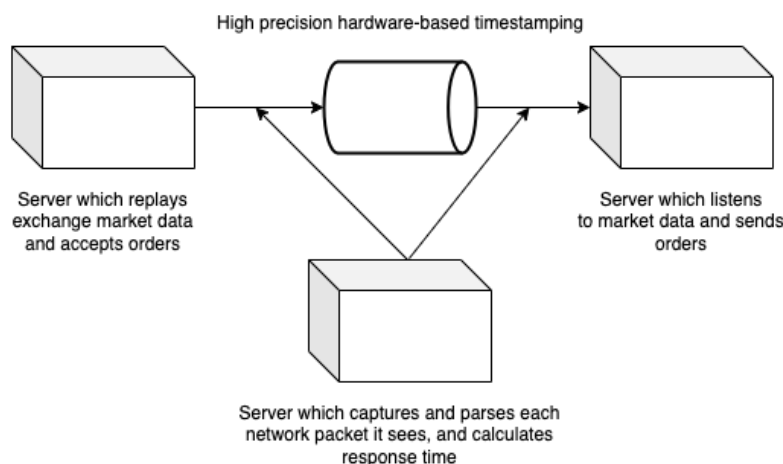 High precision hardware-based timestamping
Server which replays
exchange market data
and accepts orders
Server which listens
to market data and sends
orders
Server which captures and parses each
network packet it sees, and calculates
response time